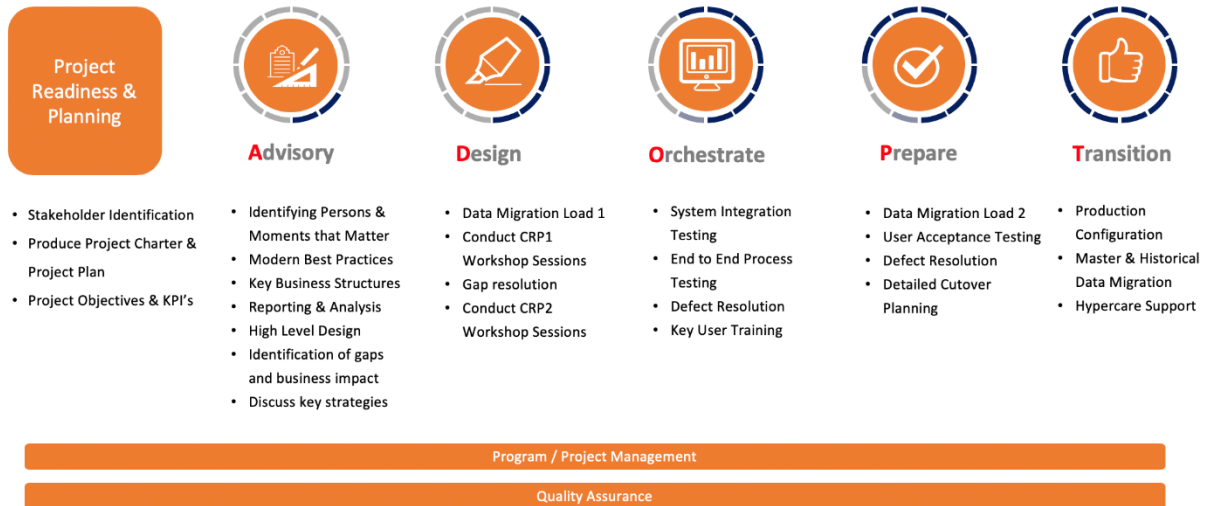 Project
Readiness &
Planning
Advisory
Design
Orchestrate
Prepare
Transition
• Stakeholder Identification
• Produce Project Charter &
Project Plan
• Project Objectives & KPI's
• Identifying Persons &
Moments that Matter
• Modern Best Practices
• Key Business Structures
• Reporting & Analysis
• High Level Design
• Identification of gaps
and business impact
• Discuss key strategies
• Data Migration Load 1
• Conduct CRP1
Workshop Sessions
• Gap resolution
• Conduct CRP2
Workshop Sessions
• System Integration
Testing
• End to End Process
Testing
• Defect Resolution
• Key User Training
• Data Migration Load 2
• User Acceptance Testing
• Defect Resolution
• Detailed Cutover
Planning
• Production
Configuration
• Master & Historical
Data Migration
• Hypercare Support
Program / Project Management
Quality Assurance